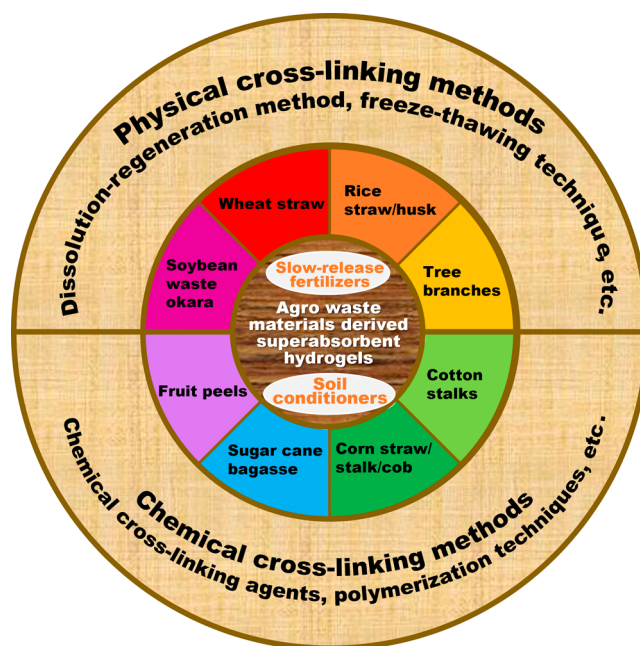 Physical cross-linking methods
Dissolution-regeneration method, freeze-thawing technique, etc.
Wheat straw
Rice
straw/husk
Soybean
waste
okara
Tree
branches
Slow-release
fertilizers
Agro waste
materials derived
superabsorbent
hydrogels
Soil
conditioners
Fruit peels
Cotton
stalks
Sugar cane
bagasse
Corn straw/
stalk/cob
Chemical cross-linking methods
Chemical cross-linking agents, polymerization techniques, etc.